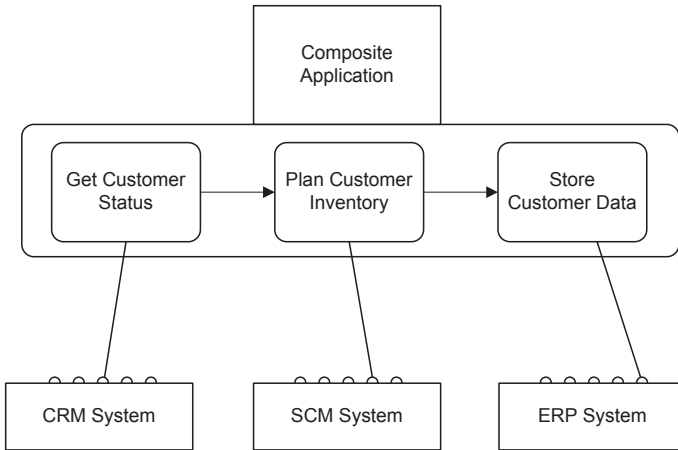 Composite
Application
Get Customer
Status
Plan Customer
Inventory
Store
Customer Data
CRM System
SCM System
ERP System